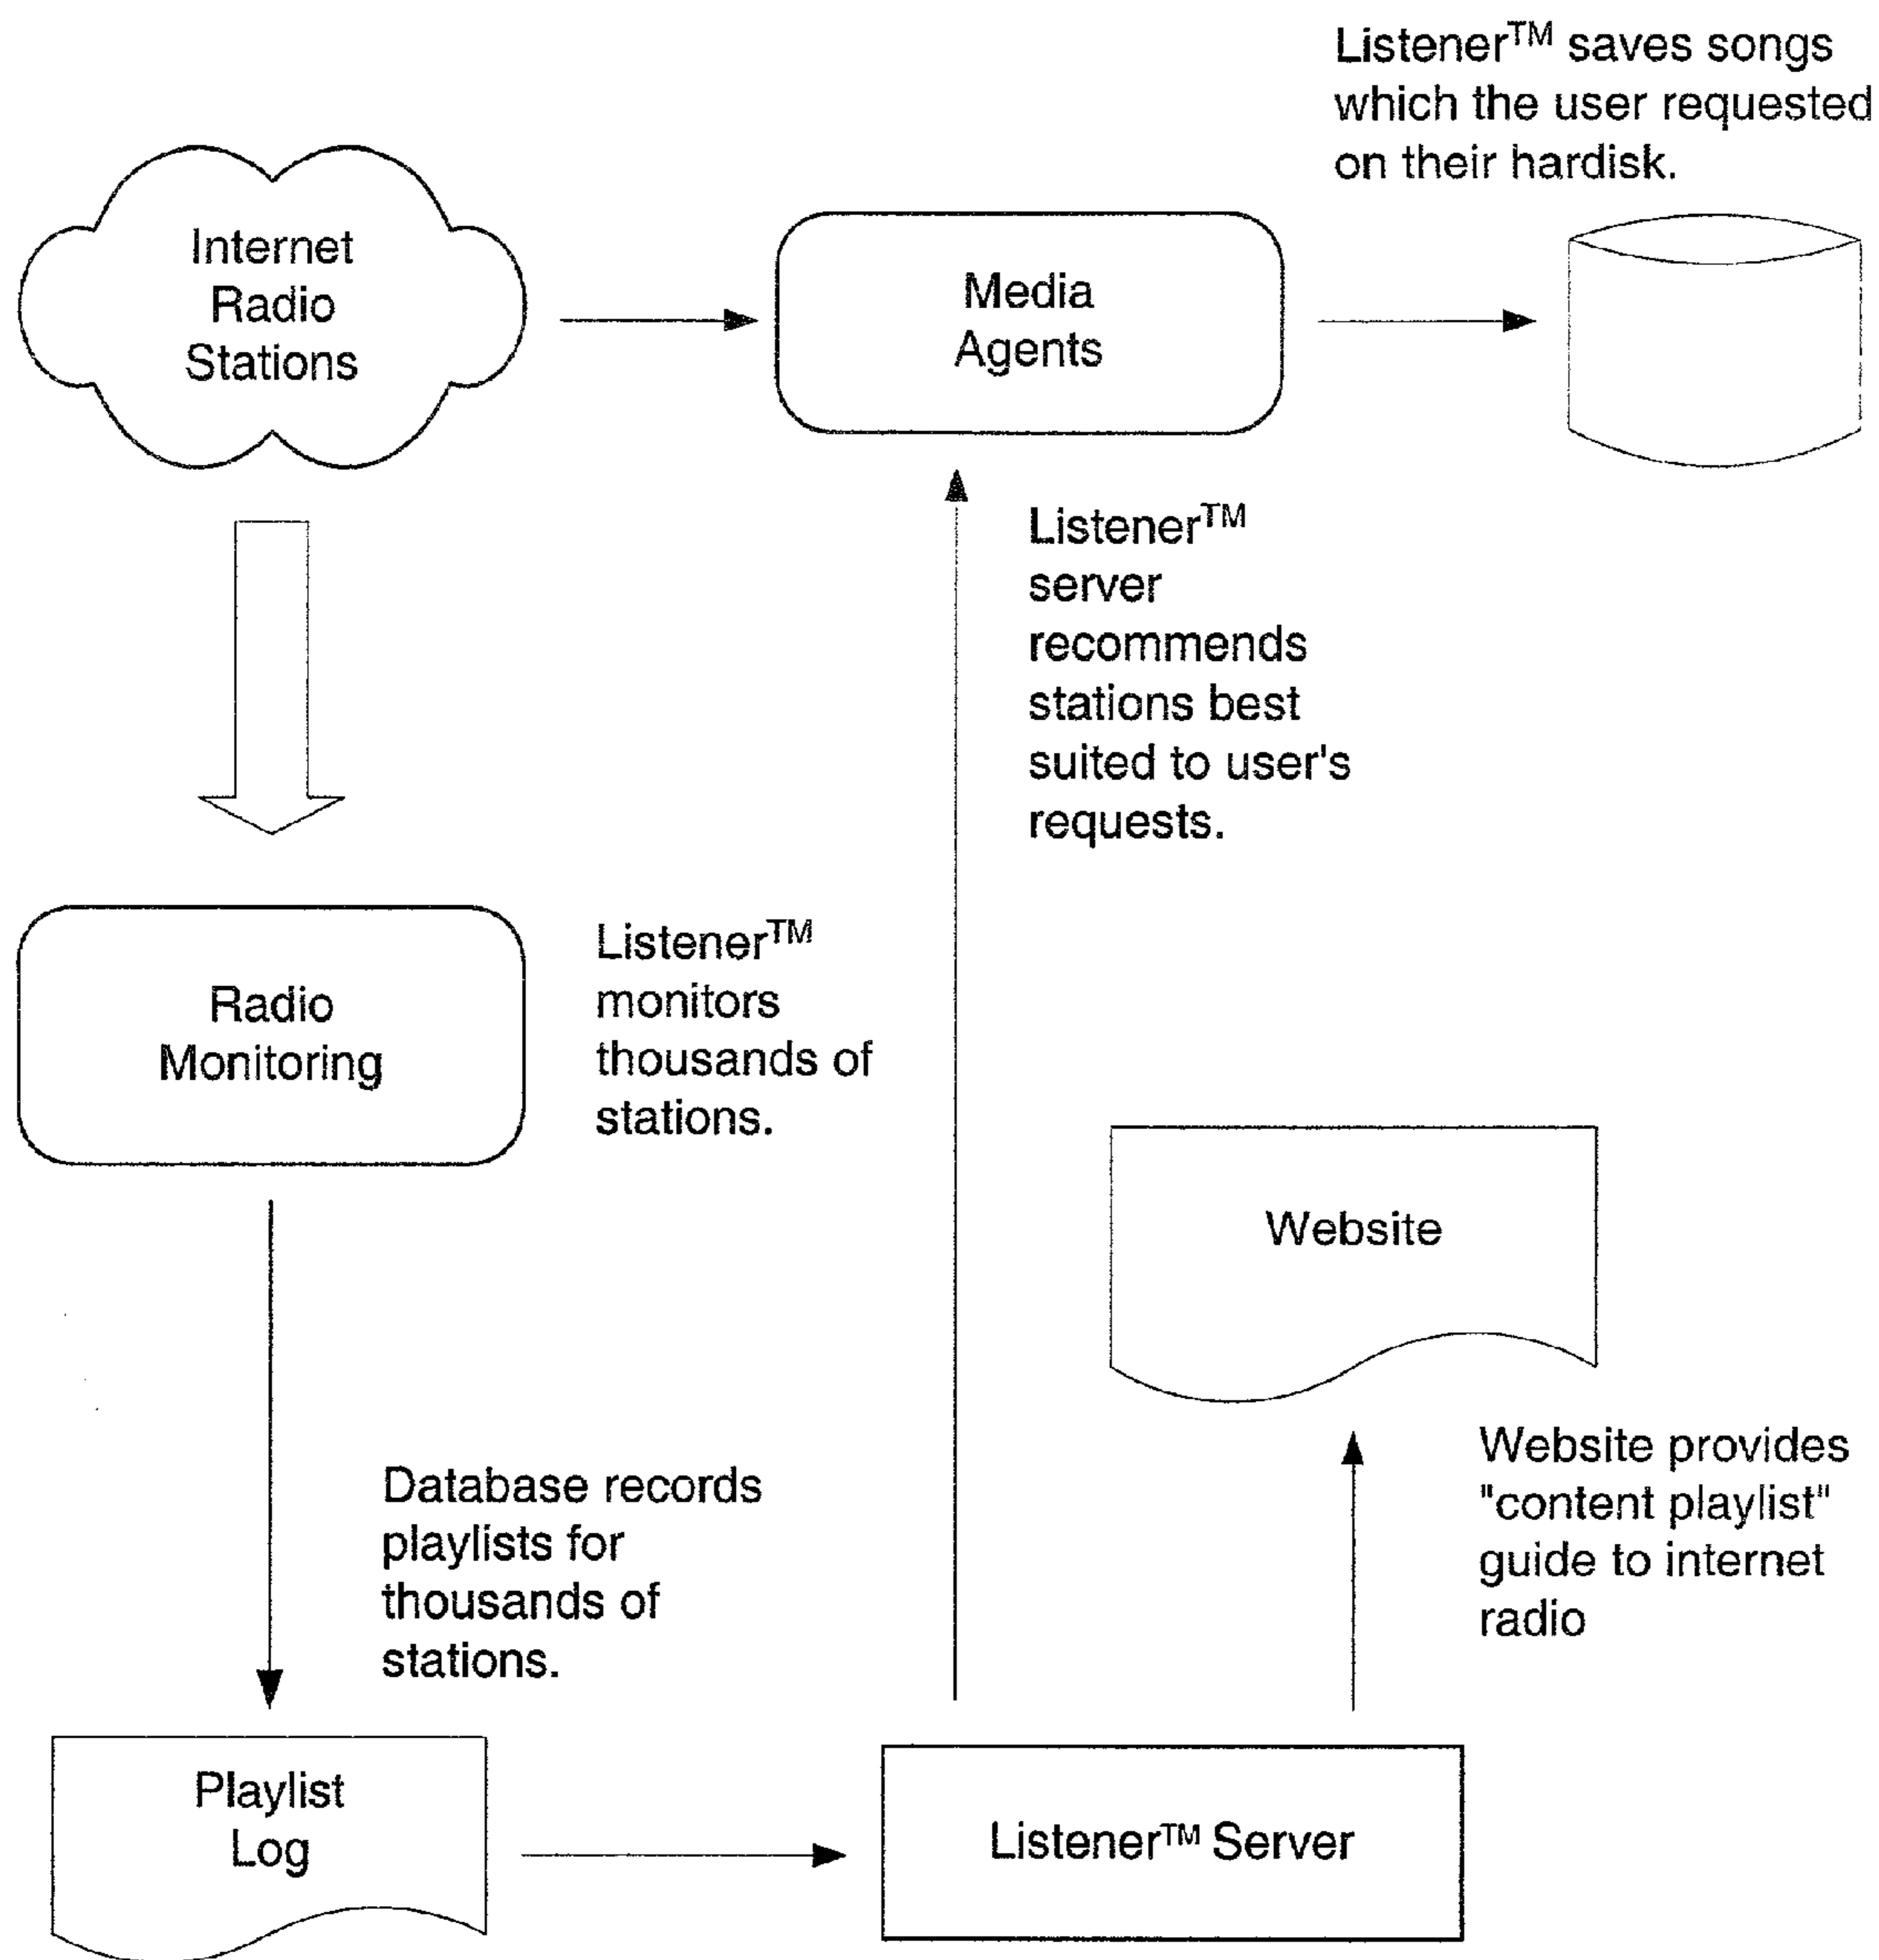 Listener™ saves songs
which the user requested
on their hardisk.
Internet
Radio
Stations
Media
Agents
Listener™
server
recommends
stations best
suited to user's
requests.
Radio
Monitoring
Listener™
monitors
thousands of
stations.
Website
Website provides
"content playlist"
guide to internet
radio
Database records
playlists for
thousands of
stations.
Playlist
Log
Listener™ Server